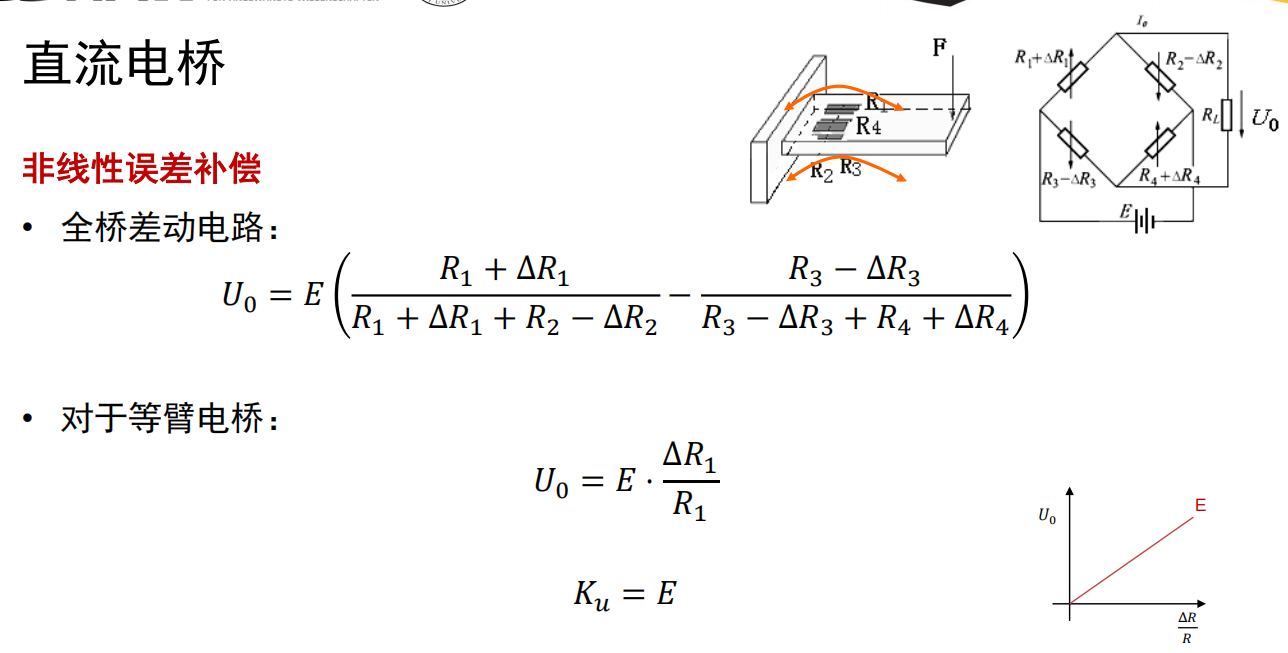 直流电桥
F
R1
R4
R2 R3
I₀
R₁+ΔR₁
R₂−ΔR₂
R_L
U₀
R₃−ΔR₃
R₄+ΔR₄
E
非线性误差补偿
• 全桥差动电路:
U₀ = E( (R₁ + ΔR₁)/(R₁ + ΔR₁ + R₂ − ΔR₂) − (R₃ − ΔR₃)/(R₃ − ΔR₃ + R₄ + ΔR₄) )
• 对于等臂电桥:
U₀ = E · ΔR₁/R₁
K_u = E
U₀
E
ΔR/R